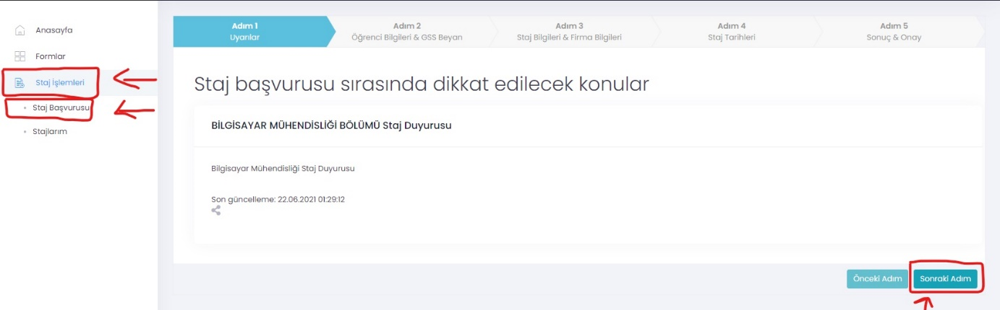 Anasayfa
Formlar
Staj İşlemleri
Staj Başvurusu
Stajlarım
Adım 1
Uyarılar
Adım 2
Öğrenci Bilgileri & GSS Beyan
Adım 3
Staj Bilgileri & Firma Bilgileri
Adım 4
Staj Tarihleri
Adım 5
Sonuç & Onay
Staj başvurusu sırasında dikkat edilecek konular
BİLGİSAYAR MÜHENDİSLİĞİ BÖLÜMÜ Staj Duyurusu
Bilgisayar Mühendisliği Staj Duyurusu
Son güncelleme: 22.06.2021 01:29:12
Önceki Adım
Sonraki Adım